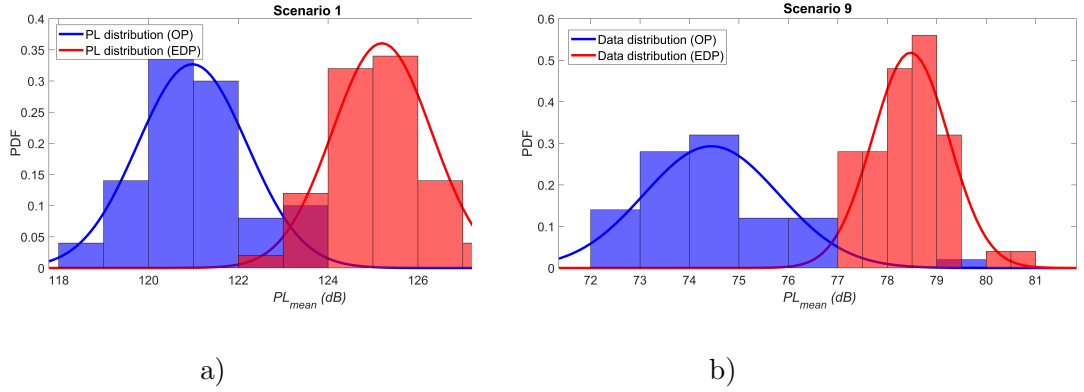 Scenario 1
0.4
0.35
0.3
0.25
0.2
0.15
0.1
0.05
0
PDF
PL distribution (OP)
PL distribution (EDP)
118 120 122 124 126
PL_mean (dB)
a)
Scenario 9
0.6
0.5
0.4
0.3
0.2
0.1
0
PDF
Data distribution (OP)
Data distribution (EDP)
72 73 74 75 76 77 78 79 80 81
PL_mean (dB)
b)